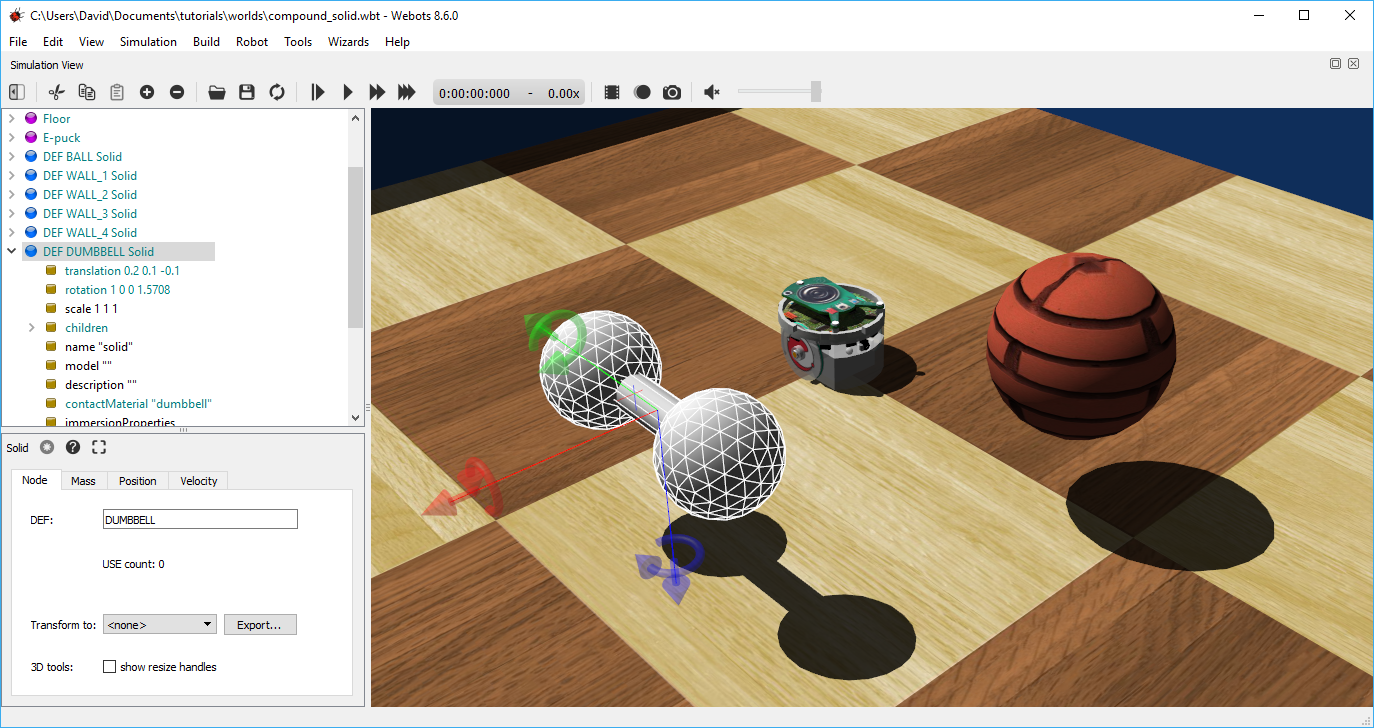 C:\Users\David\Documents\tutorials\worlds\compound_solid.wbt - Webots 8.6.0
File Edit View Simulation Build Robot Tools Wizards Help
Simulation View
0:00:00:000 - 0.00x
Floor
E-puck
DEF BALL Solid
DEF WALL_1 Solid
DEF WALL_2 Solid
DEF WALL_3 Solid
DEF WALL_4 Solid
DEF DUMBBELL Solid
translation 0.2 0.1 -0.1
rotation 1 0 0 1.5708
scale 1 1 1
children
name "solid"
model ""
description ""
contactMaterial "dumbbell"
immersionProperties
Solid
Node Mass Position Velocity
DEF: DUMBBELL
USE count: 0
Transform to: <none> Export...
3D tools: show resize handles